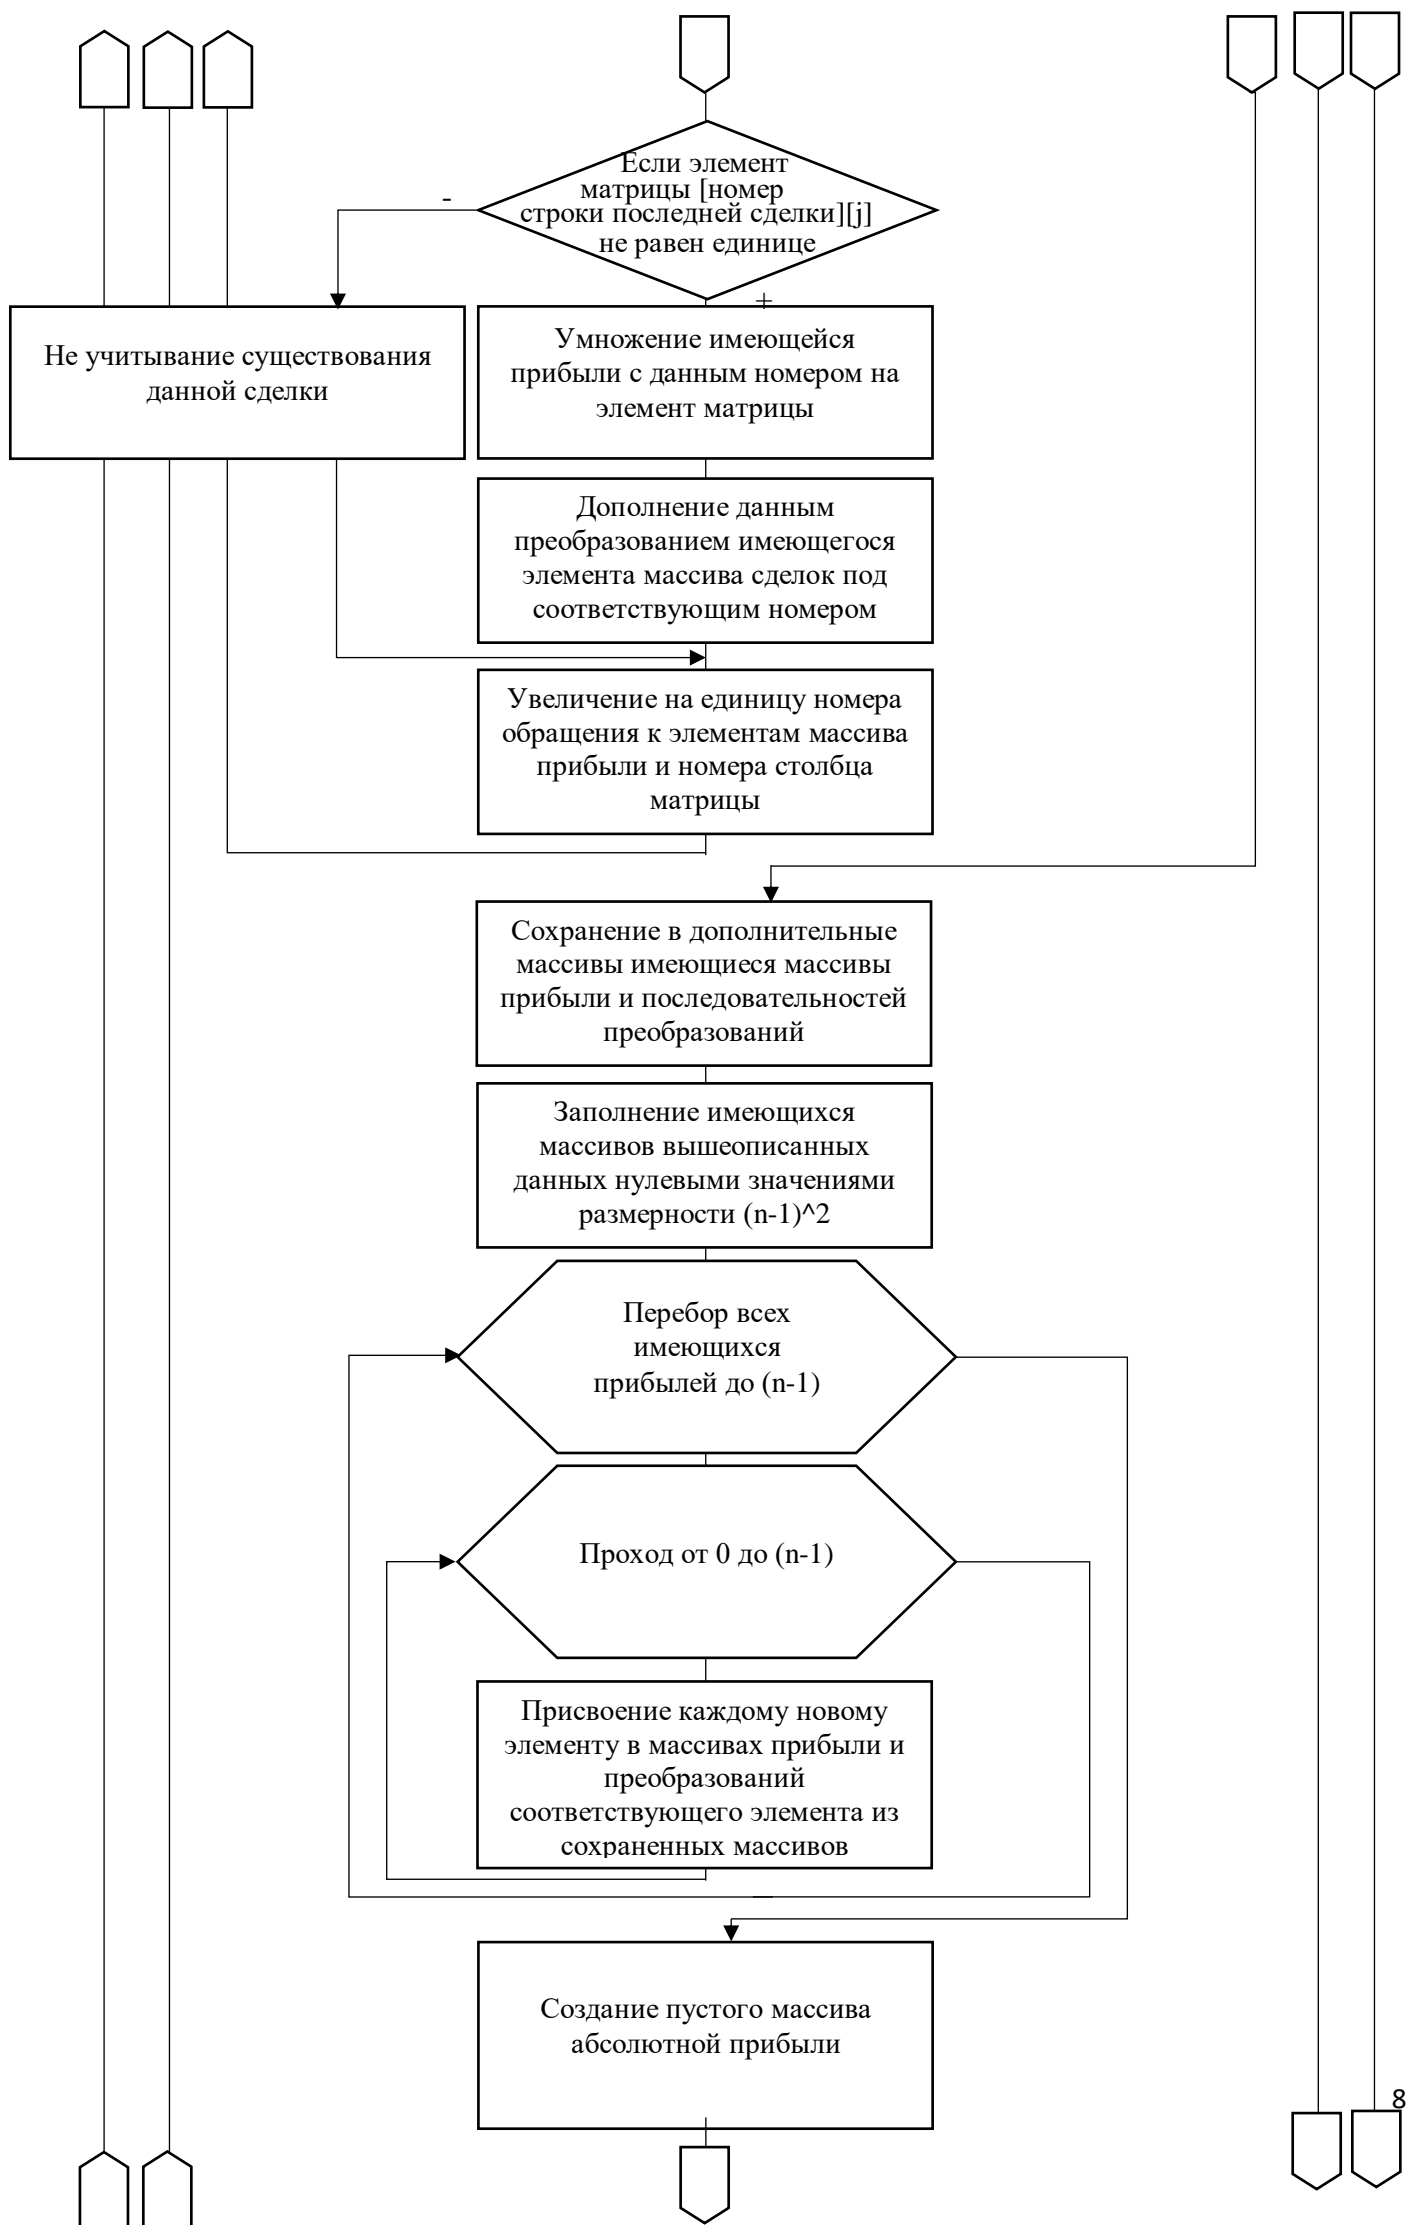 Если элемент
матрицы [номер
строки последней сделки][j]
не равен единице
-
+
Не учитывание существования
данной сделки
Умножение имеющейся
прибыли с данным номером на
элемент матрицы
Дополнение данным
преобразованием имеющегося
элемента массива сделок под
соответствующим номером
Увеличение на единицу номера
обращения к элементам массива
прибыли и номера столбца
матрицы
Сохранение в дополнительные
массивы имеющиеся массивы
прибыли и последовательностей
преобразований
Заполнение имеющихся
массивов вышеописанных
данных нулевыми значениями
размерности (n-1)^2
Перебор всех
имеющихся
прибылей до (n-1)
Проход от 0 до (n-1)
Присвоение каждому новому
элементу в массивах прибыли и
преобразований
соответствующего элемента из
сохраненных массивов
Создание пустого массива
абсолютной прибыли
8